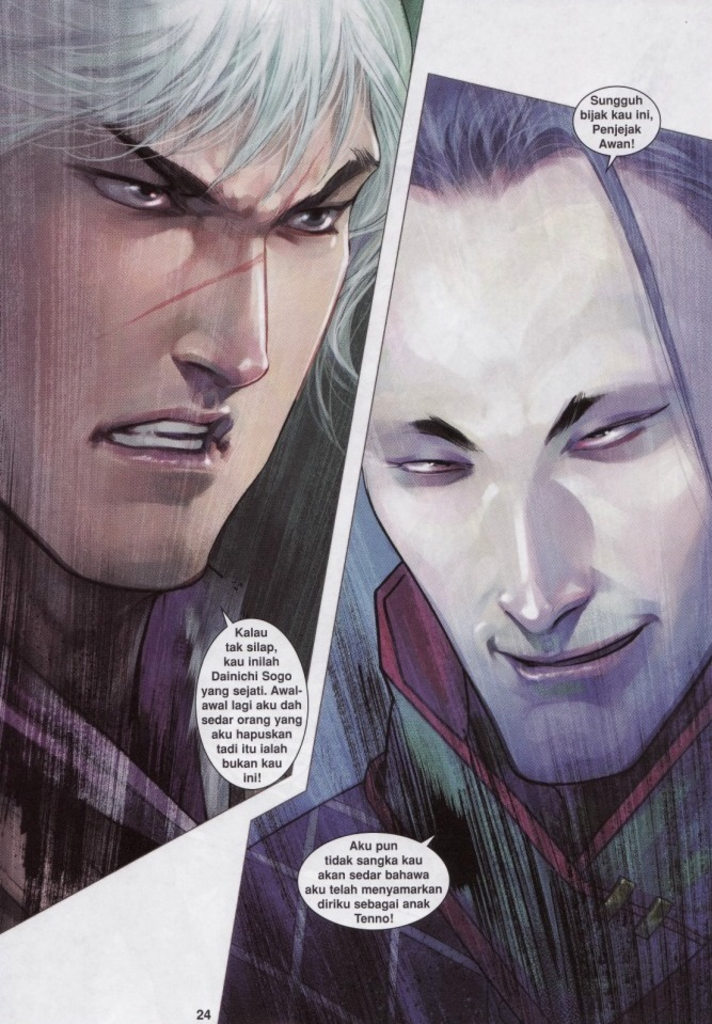 Kalau
tak silap,
kau inilah
Dainichi Sogo
yang sejati. Awal-
awal lagi aku dah
sedar orang yang
aku hapuskan
tadi itu ialah
bukan kau
ini!
Sungguh
bijak kau ini,
Penjejak
Awan!
Aku pun
tidak sangka kau
akan sedar bahawa
aku telah menyamarkan
diriku sebagai anak
Tenno!
24